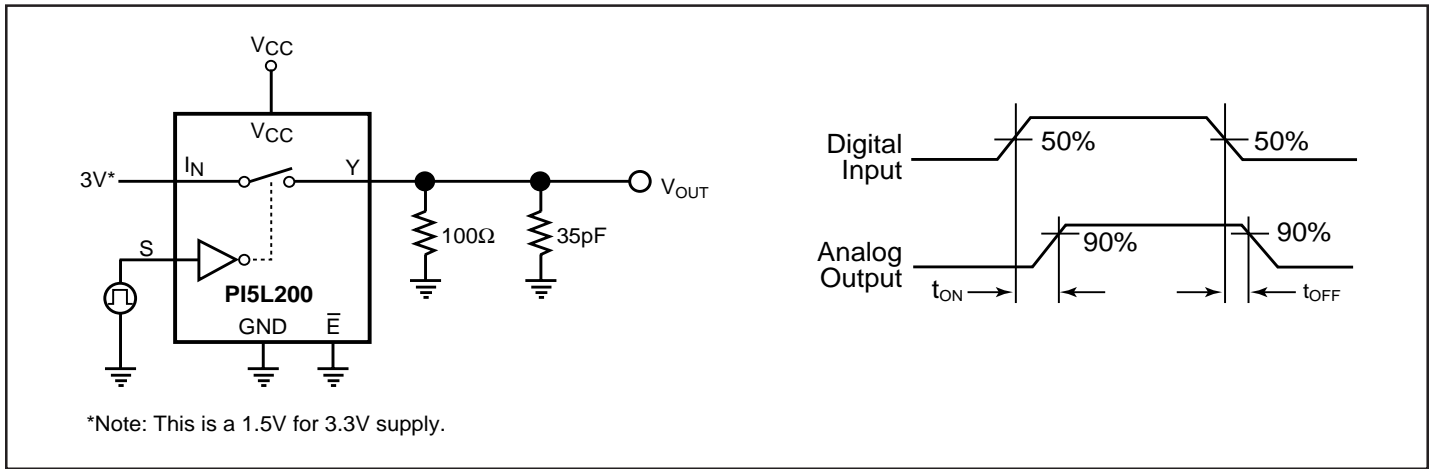 VCC
VCC
IN
Y
3V*
VOUT
100Ω
35pF
S
PI5L200
GND
E̅
*Note: This is a 1.5V for 3.3V supply.
Digital
Input
50%
50%
Analog
Output
90%
90%
tON
tOFF